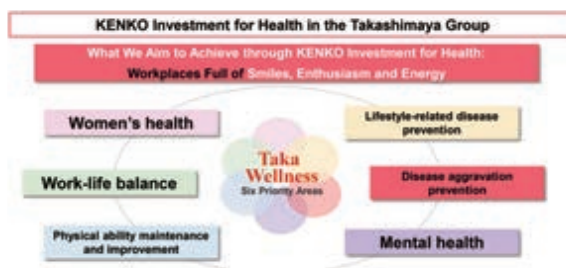 KENKO Investment for Health in the Takashimaya Group
What We Aim to Achieve through KENKO Investment for Health:
Workplaces Full of Smiles, Enthusiasm and Energy
Women's health
Lifestyle-related disease
prevention
Taka
Wellness
Six Priority Areas
Work-life balance
Disease aggravation
prevention
Physical ability maintenance
and improvement
Mental health